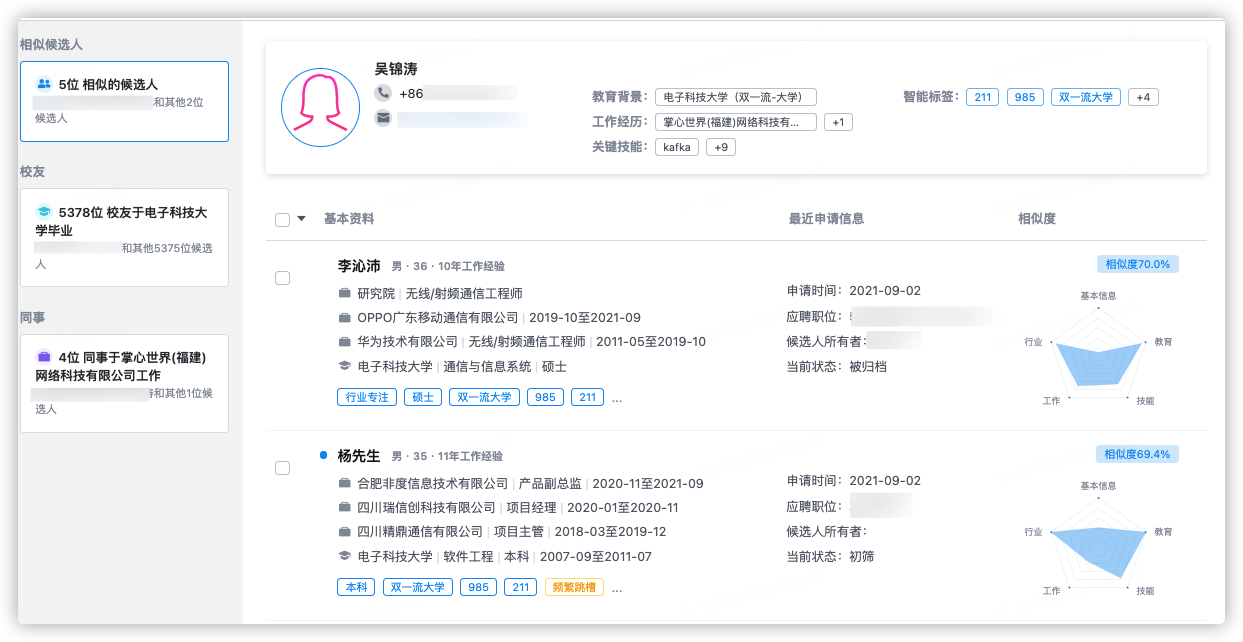 相似候选人
5位 相似的候选人
和其他2位
候选人
校友
5378位 校友于电子科技大
学毕业
和其他5375位候选
人
同事
4位 同事于掌心世界(福建)
网络科技有限公司工作
和其他1位候
选人
吴锦涛
+86
教育背景： 电子科技大学（双一流-大学）
工作经历： 掌心世界(福建)网络科技有... +1
关键技能： kafka +9
智能标签： 211 985 双一流大学 +4
基本资料 最近申请信息 相似度
李沁沛 男 · 36 · 10年工作经验
研究院 | 无线/射频通信工程师
OPPO广东移动通信有限公司 | 2019-10至2021-09
华为技术有限公司 | 无线/射频通信工程师 | 2011-05至2019-10
电子科技大学 | 通信与信息系统 | 硕士
行业专注 硕士 双一流大学 985 211 ...
申请时间： 2021-09-02
应聘职位：
候选人所有者:
当前状态： 被归档
相似度70.0%
基本信息
行业 教育
工作 技能
杨先生 男 · 35 · 11年工作经验
合肥非度信息技术有限公司 | 产品副总监 | 2020-11至2021-09
四川瑞信创科技有限公司 | 项目经理 | 2020-01至2020-11
四川精鼎通信有限公司 | 项目主管 | 2018-03至2019-12
电子科技大学 | 软件工程 | 本科 | 2007-09至2011-07
本科 双一流大学 985 211 频繁跳槽 ...
申请时间： 2021-09-02
应聘职位：
候选人所有者:
当前状态： 初筛
相似度69.4%
基本信息
行业 教育
工作 技能